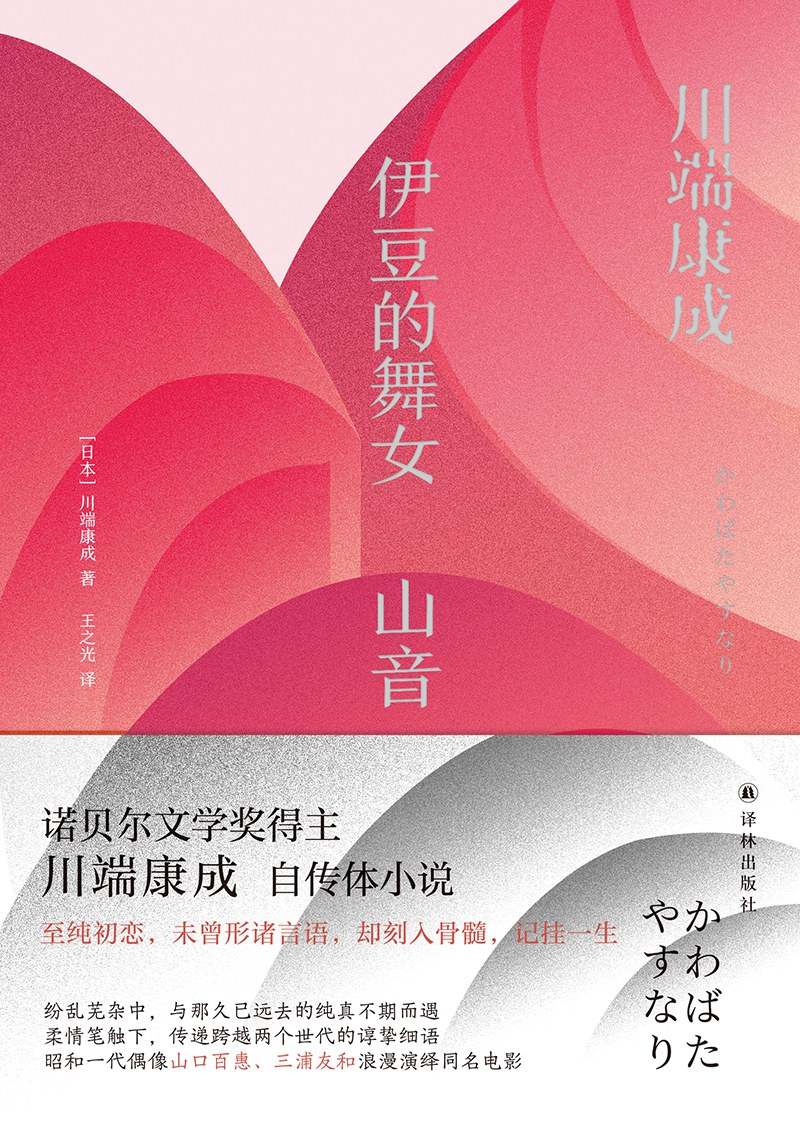 川端康成
かわばたやすなり
伊豆的舞女 山音
[日本] 川端康成 著 王之光 译
诺贝尔文学奖得主
川端康成 自传体小说
至纯初恋，未曾形诸言语，却刻入骨髓，记挂一生
纷乱芜杂中，与那久已远去的纯真不期而遇
柔情笔触下，传递跨越两个世代的谆挚细语
昭和一代偶像山口百惠、三浦友和浪漫演绎同名电影
译林出版社
かわばた
やすなり